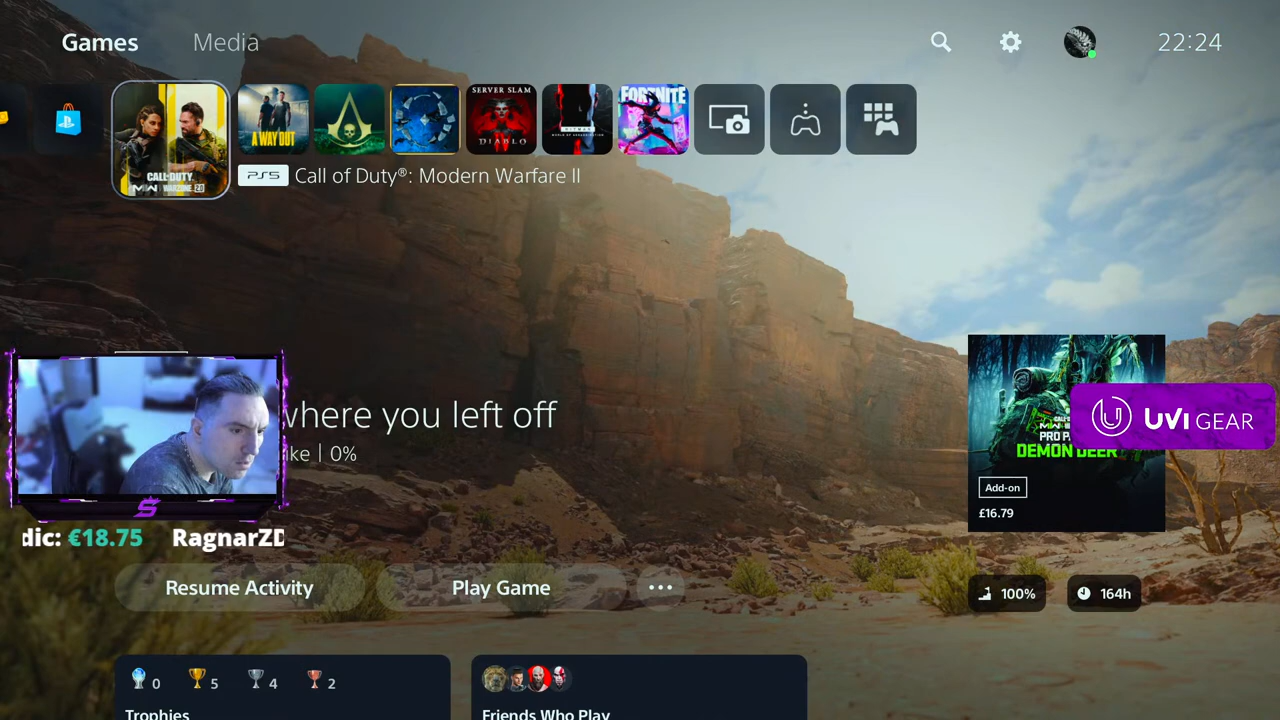 Games
Media
22:24
CALL OF DUTY
MW WARZONE 2.0
A WAY OUT
SERVER SLAM
DIABLO
HITMAN
FORTNITE
PS5 Call of Duty®: Modern Warfare II
where you left off
ike | 0%
PRO PA
DEMON DEER
Add-on
£16.79
UVI GEAR
dic: €18.75 RagnarZD
Resume Activity
Play Game
100%
164h
0 5 4 2
Trophies
Friends Who Play